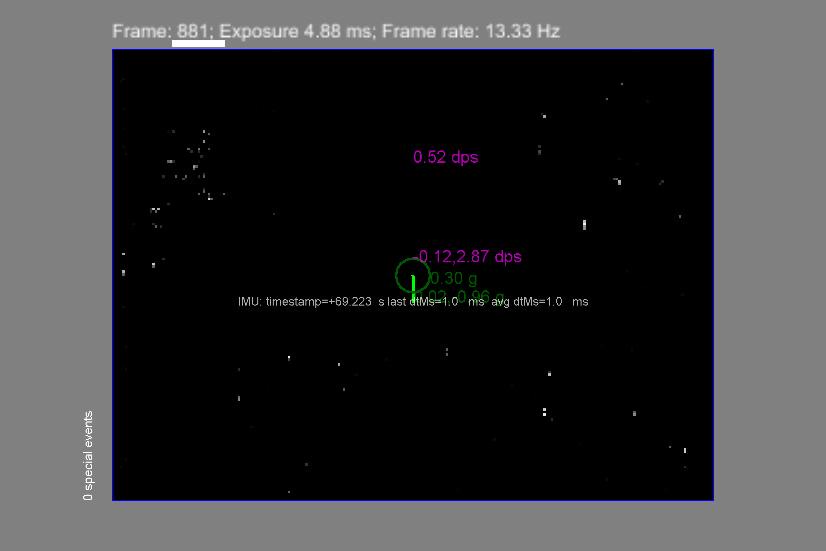 Frame: 881; Exposure 4.88 ms; Frame rate: 13.33 Hz
0.52 dps
-0.12,2.87 dps
0.30 g
0.96 g
IMU: timestamp=+69.223 s last dtMs=1.0 ms avg dtMs=1.0 ms
0 special events